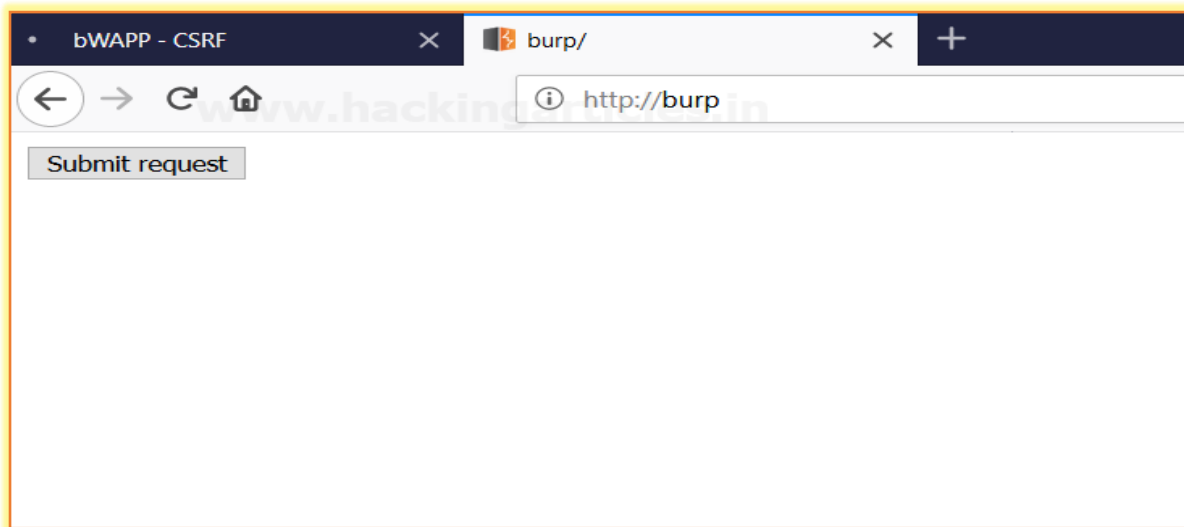 bWAPP - CSRF
burp/
http://burp
www.hackingarticles.in
Submit request